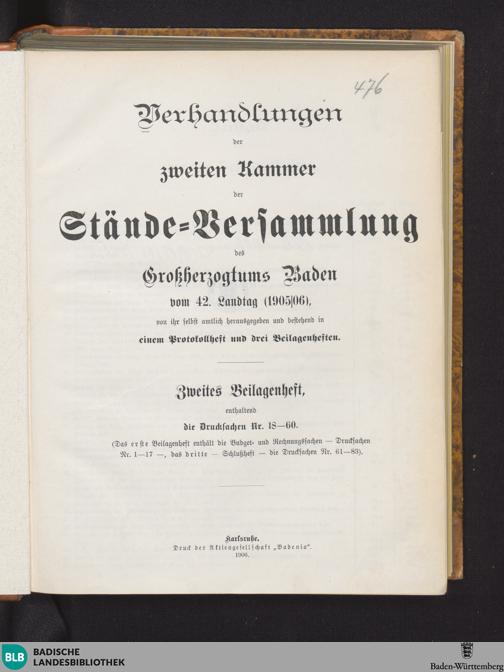 476
Verhandlungen
der
zweiten Kammer
der
Stände-Versammlung
des
Großherzogtums Baden
vom 42. Landtag (1905/06),
von ihr selbst amtlich herausgegeben und bestehend in
einem Protokollheft und drei Beilagenheften.
Zweites Beilagenheft,
enthaltend
die Drucksachen Nr. 18—60.
(Das erste Beilagenheft enthält die Budget- und Rechnungssachen — Drucksachen
Nr. 1—17 —, das dritte — Schlußheft — die Drucksachen Nr. 61—83).
Karlsruhe.
Druck der Aktiengesellschaft „Badenia".
1906.
BLB BADISCHE
LANDESBIBLIOTHEK
Baden-Württemberg